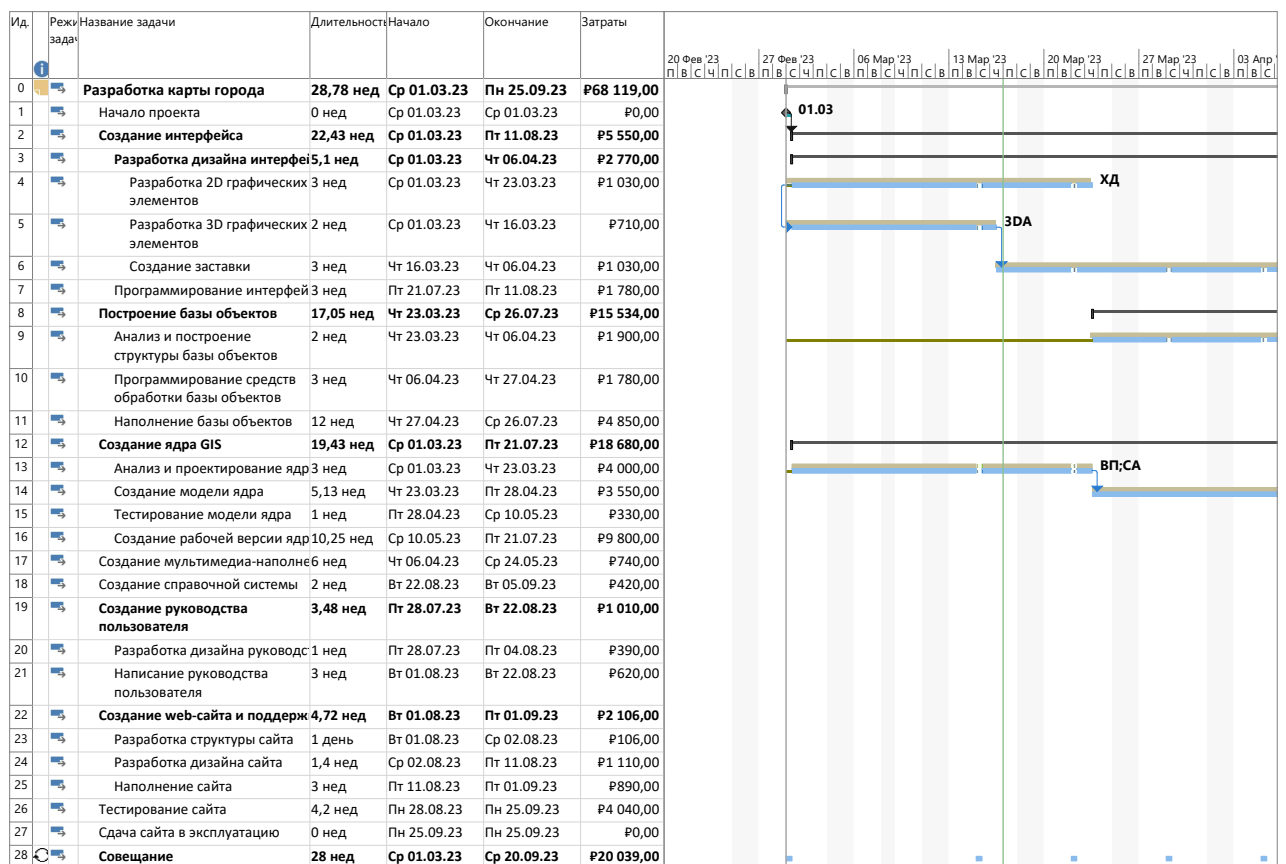 Ид. Режи Название задачи Длительность Начало Окончание Затраты
задач
20 Фев '23 27 Фев '23 06 Мар '23 13 Мар '23 20 Мар '23 27 Мар '23 03 Апр '
П В С Ч П С В П В С Ч П С В П В С Ч П С В П В С Ч П С В П В С Ч П С В П В С Ч П С В П В С
0 Разработка карты города 28,78 нед Ср 01.03.23 Пн 25.09.23 ₽68 119,00
1 Начало проекта 0 нед Ср 01.03.23 Ср 01.03.23 ₽0,00 01.03
2 Создание интерфейса 22,43 нед Ср 01.03.23 Пт 11.08.23 ₽5 550,00
3 Разработка дизайна интерфей 5,1 нед Ср 01.03.23 Чт 06.04.23 ₽2 770,00
4 Разработка 2D графических 3 нед Ср 01.03.23 Чт 23.03.23 ₽1 030,00 ХД
элементов
5 Разработка 3D графических 2 нед Ср 01.03.23 Чт 16.03.23 ₽710,00 3DА
элементов
6 Создание заставки 3 нед Чт 16.03.23 Чт 06.04.23 ₽1 030,00
7 Программирование интерфей 3 нед Пт 21.07.23 Пт 11.08.23 ₽1 780,00
8 Построение базы объектов 17,05 нед Чт 23.03.23 Ср 26.07.23 ₽15 534,00
9 Анализ и построение 2 нед Чт 23.03.23 Чт 06.04.23 ₽1 900,00
структуры базы объектов
10 Программирование средств 3 нед Чт 06.04.23 Чт 27.04.23 ₽1 780,00
обработки базы объектов
11 Наполнение базы объектов 12 нед Чт 27.04.23 Ср 26.07.23 ₽4 850,00
12 Создание ядра GIS 19,43 нед Ср 01.03.23 Пт 21.07.23 ₽18 680,00
13 Анализ и проектирование ядр 3 нед Ср 01.03.23 Чт 23.03.23 ₽4 000,00 ВП;СА
14 Создание модели ядра 5,13 нед Чт 23.03.23 Пт 28.04.23 ₽3 550,00
15 Тестирование модели ядра 1 нед Пт 28.04.23 Ср 10.05.23 ₽330,00
16 Создание рабочей версии ядр 10,25 нед Ср 10.05.23 Пт 21.07.23 ₽9 800,00
17 Создание мультимедиа-наполне 6 нед Чт 06.04.23 Ср 24.05.23 ₽740,00
18 Создание справочной системы 2 нед Вт 22.08.23 Вт 05.09.23 ₽420,00
19 Создание руководства 3,48 нед Пт 28.07.23 Вт 22.08.23 ₽1 010,00
пользователя
20 Разработка дизайна руководст 1 нед Пт 28.07.23 Пт 04.08.23 ₽390,00
21 Написание руководства 3 нед Вт 01.08.23 Вт 22.08.23 ₽620,00
пользователя
22 Создание web-сайта и поддерж 4,72 нед Вт 01.08.23 Пт 01.09.23 ₽2 106,00
23 Разработка структуры сайта 1 день Вт 01.08.23 Ср 02.08.23 ₽106,00
24 Разработка дизайна сайта 1,4 нед Ср 02.08.23 Пт 11.08.23 ₽1 110,00
25 Наполнение сайта 3 нед Пт 11.08.23 Пт 01.09.23 ₽890,00
26 Тестирование сайта 4,2 нед Пн 28.08.23 Пн 25.09.23 ₽4 040,00
27 Сдача сайта в эксплуатацию 0 нед Пн 25.09.23 Пн 25.09.23 ₽0,00
28 Совещание 28 нед Ср 01.03.23 Ср 20.09.23 ₽20 039,00